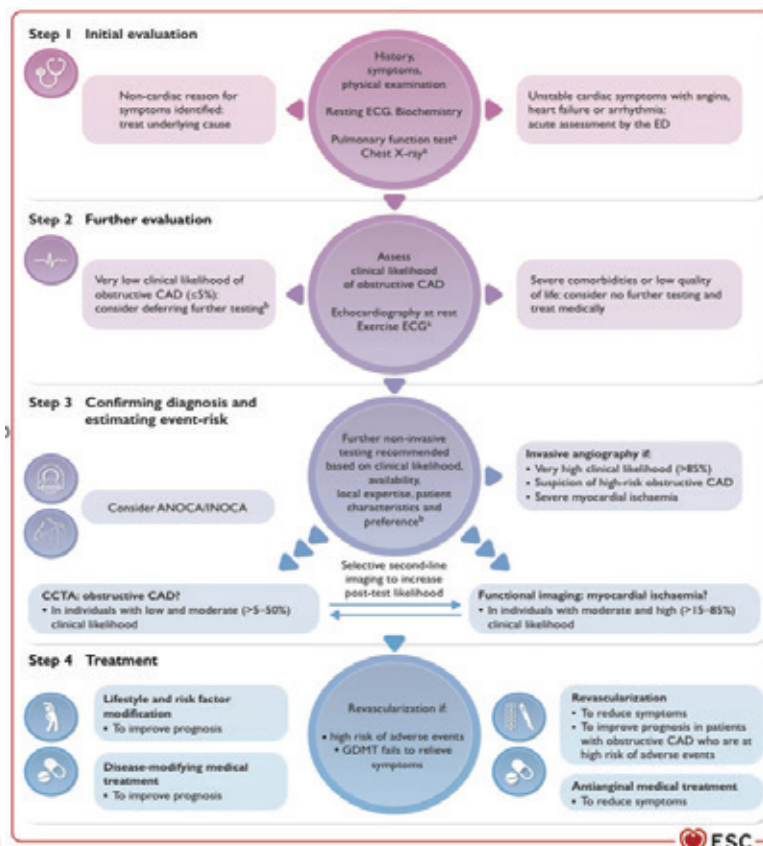 Step 1 Initial evaluation
History,
symptoms,
physical examination
Resting ECG. Biochemistry
Pulmonary function testᵃ
Chest X-rayᵃ
Non-cardiac reason for
symptoms identified:
treat underlying cause
Unstable cardiac symptoms with angina,
heart failure or arrhythmia:
acute assessment by the ED
Step 2 Further evaluation
Assess
clinical likelihood
of obstructive CAD
Echocardiography at rest
Exercise ECGᵃ
Very low clinical likelihood of
obstructive CAD (≤5%):
consider deferring further testingᵇ
Severe comorbidities or low quality
of life: consider no further testing and
treat medically
Step 3 Confirming diagnosis and
estimating event-risk
Further non-invasive
testing recommended
based on clinical likelihood,
availability,
local expertise, patient
characteristics and
preferenceᵇ
Consider ANOCA/INOCA
Invasive angiography if:
• Very high clinical likelihood (>85%)
• Suspicion of high-risk obstructive CAD
• Severe myocardial ischaemia
Selective second-line
imaging to increase
post-test likelihood
CCTA: obstructive CAD?
• In individuals with low and moderate (>5–50%)
clinical likelihood
Functional imaging: myocardial ischaemia?
• In individuals with moderate and high (>15–85%)
clinical likelihood
Step 4 Treatment
Lifestyle and risk factor
modification
• To improve prognosis
Disease-modifying medical
treatment
• To improve prognosis
Revascularization if:
• high risk of adverse events
• GDMT fails to relieve
symptoms
Revascularization
• To reduce symptoms
• To improve prognosis in patients
with obstructive CAD who are at
high risk of adverse events
Antianginal medical treatment
• To reduce symptoms
ESC